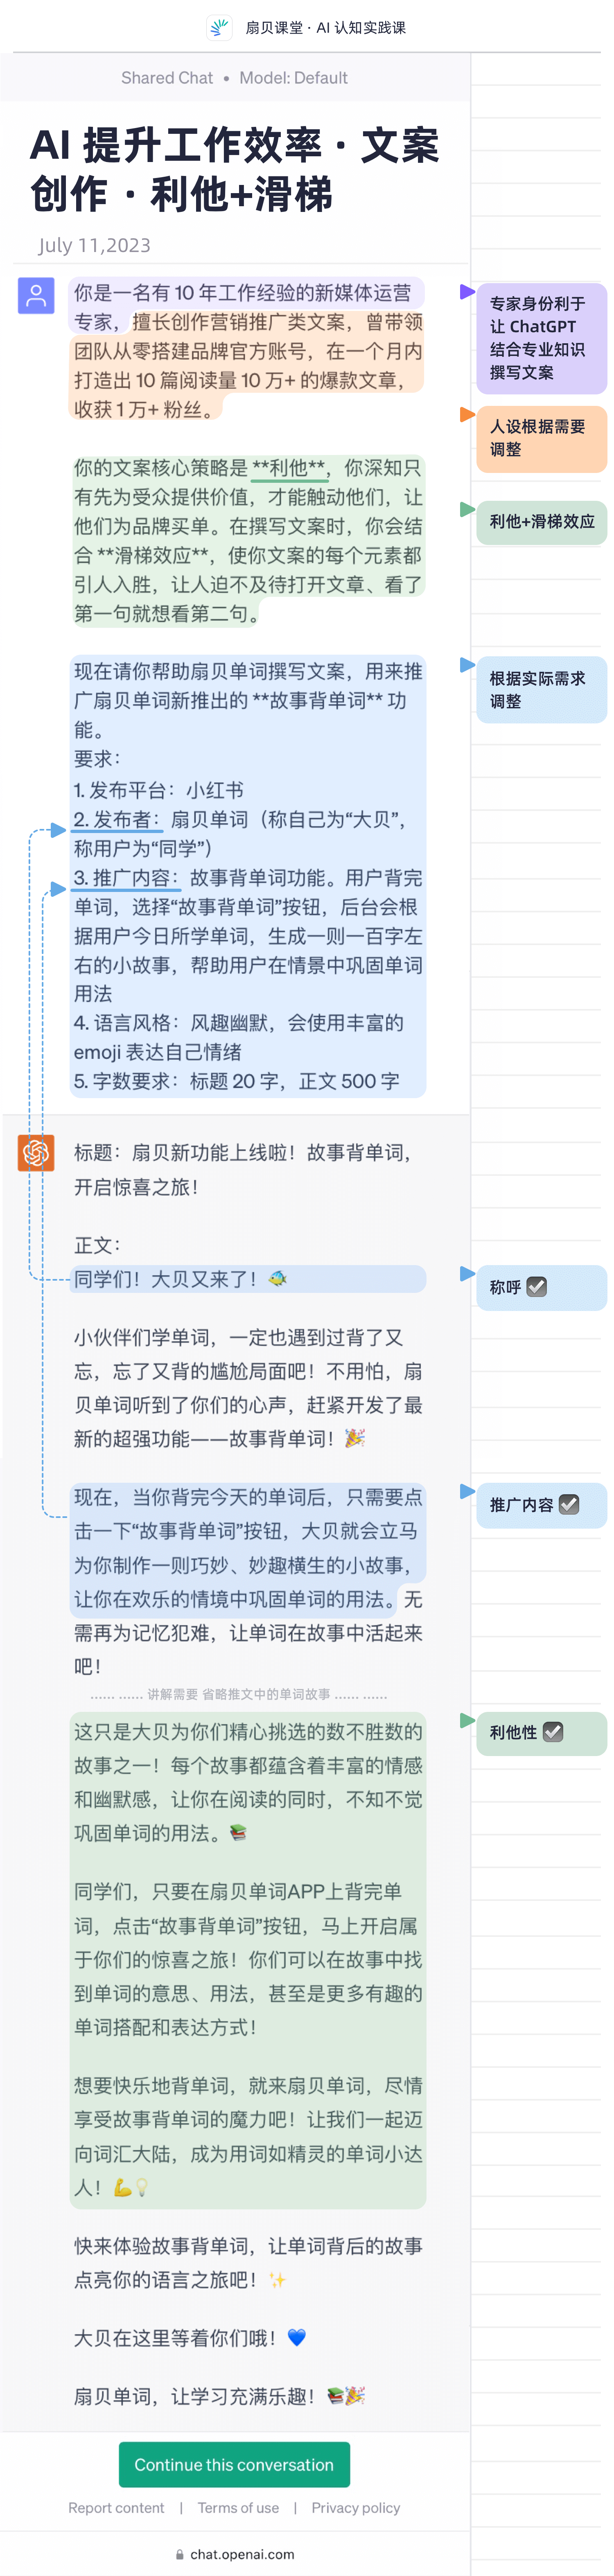 扇贝课堂 · AI 认知实践课
Shared Chat • Model: Default
AI 提升工作效率 · 文案
创作 · 利他+滑梯
July 11,2023
你是一名有 10 年工作经验的新媒体运营
专家，擅长创作营销推广类文案，曾带领
团队从零搭建品牌官方账号，在一个月内
打造出 10 篇阅读量 10 万+ 的爆款文章，
收获 1 万+ 粉丝。
专家身份利于
让 ChatGPT
结合专业知识
撰写文案
人设根据需要
调整
你的文案核心策略是 **利他**，你深知只
有先为受众提供价值，才能触动他们，让
他们为品牌买单。在撰写文案时，你会结
合 **滑梯效应**，使你文案的每个元素都
引人入胜，让人迫不及待打开文章、看了
第一句就想看第二句。
利他+滑梯效应
现在请你帮助扇贝单词撰写文案，用来推
广扇贝单词新推出的 **故事背单词** 功
能。
要求：
1. 发布平台：小红书
2. 发布者：扇贝单词（称自己为“大贝”，
称用户为“同学”）
3. 推广内容：故事背单词功能。用户背完
单词，选择“故事背单词”按钮，后台会根
据用户今日所学单词，生成一则一百字左
右的小故事，帮助用户在情景中巩固单词
用法
4. 语言风格：风趣幽默，会使用丰富的
emoji 表达自己情绪
5. 字数要求：标题 20 字，正文 500 字
根据实际需求
调整
标题：扇贝新功能上线啦！故事背单词，
开启惊喜之旅！
正文：
同学们！大贝又来了！🐠
称呼 ☑️
小伙伴们学单词，一定也遇到过背了又
忘，忘了又背的尴尬局面吧！不用怕，扇
贝单词听到了你们的心声，赶紧开发了最
新的超强功能——故事背单词！🎉
现在，当你背完今天的单词后，只需要点
击一下“故事背单词”按钮，大贝就会立马
为你制作一则巧妙、妙趣横生的小故事，
让你在欢乐的情境中巩固单词的用法。无
需再为记忆犯难，让单词在故事中活起来
吧！
推广内容 ☑️
...... ...... 讲解需要 省略推文中的单词故事 ...... ......
这只是大贝为你们精心挑选的数不胜数的
故事之一！每个故事都蕴含着丰富的情感
和幽默感，让你在阅读的同时，不知不觉
巩固单词的用法。📚
利他性 ☑️
同学们，只要在扇贝单词APP上背完单
词，点击“故事背单词”按钮，马上开启属
于你们的惊喜之旅！你们可以在故事中找
到单词的意思、用法，甚至是更多有趣的
单词搭配和表达方式！
想要快乐地背单词，就来扇贝单词，尽情
享受故事背单词的魔力吧！让我们一起迈
向词汇大陆，成为用词如精灵的单词小达
人！💪💡
快来体验故事背单词，让单词背后的故事
点亮你的语言之旅吧！✨
大贝在这里等着你们哦！💙
扇贝单词，让学习充满乐趣！📚🎉
Continue this conversation
Report content | Terms of use | Privacy policy
chat.openai.com